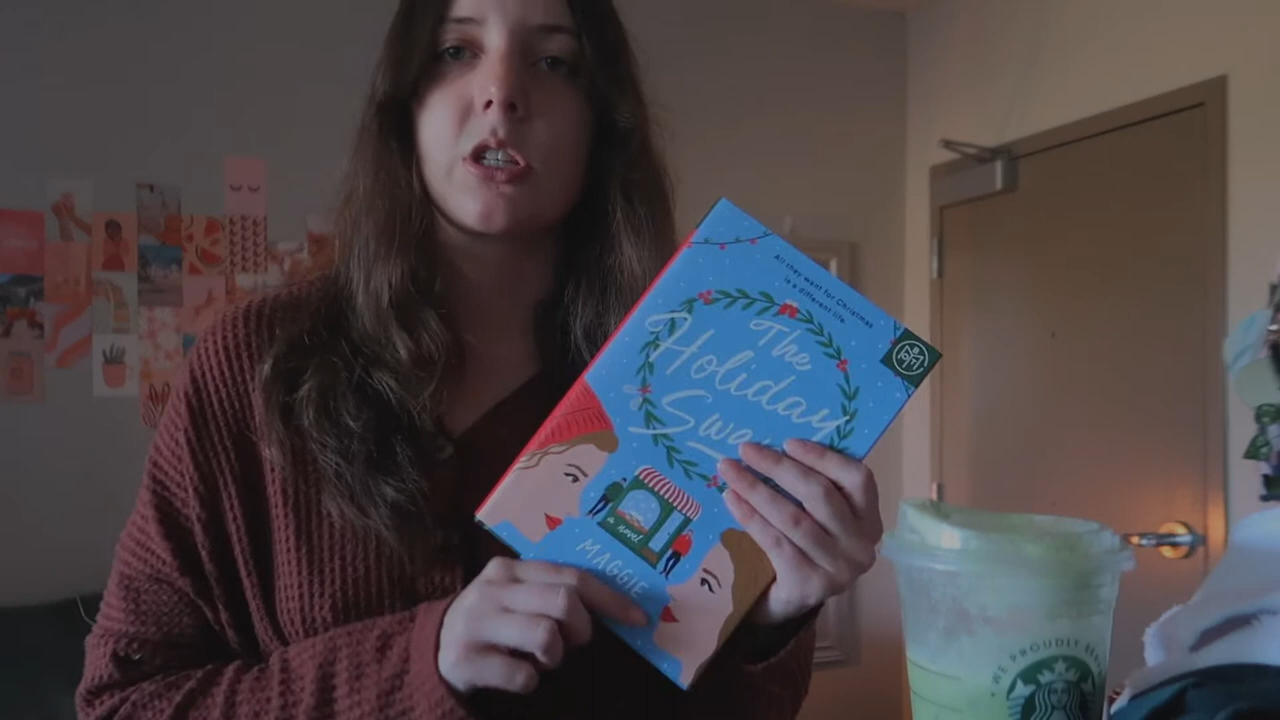 All they want for Christmas
is a different life.
The
Holiday
a novel
MAGGIE
WE PROUDLY